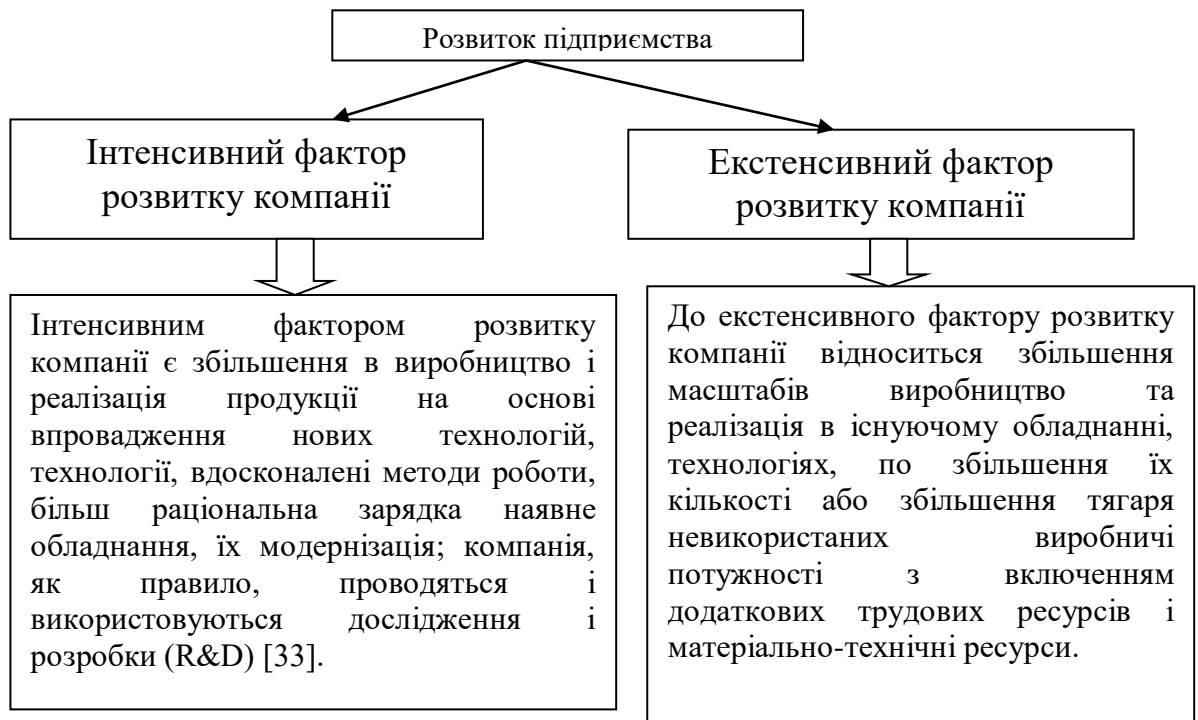 Розвиток підприємства
Інтенсивний фактор
розвитку компанії
Екстенсивний фактор
розвитку компанії
Інтенсивним фактором розвитку
компанії є збільшення в виробництво і
реалізація продукції на основі
впровадження нових технологій,
технології, вдосконалені методи роботи,
більш раціональна зарядка наявне
обладнання, їх модернізація; компанія,
як правило, проводяться і
використовуються дослідження і
розробки (R&D) [33].
До екстенсивного фактору розвитку
компанії відноситься збільшення
масштабів виробництво та
реалізація в існуючому обладнанні,
технологіях, по збільшення їх
кількості або збільшення тягаря
невикористаних виробничі
потужності з включенням
додаткових трудових ресурсів і
матеріально-технічні ресурси.